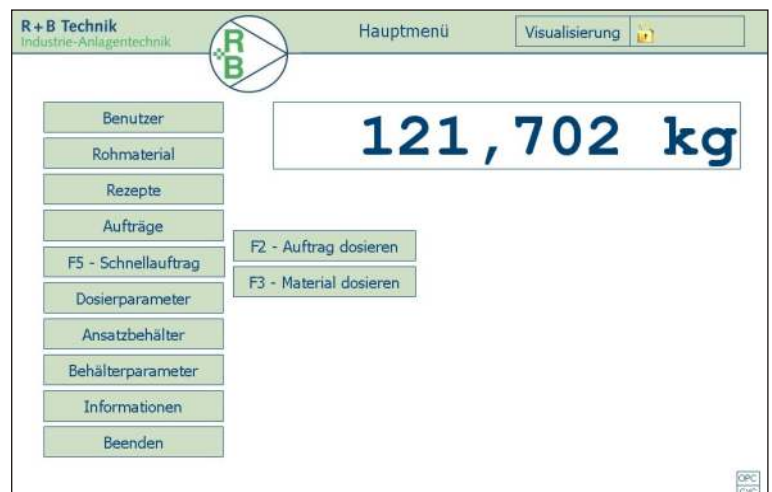 R+B Technik
Industrie-Anlagentechnik
R+B
Hauptmenü
Visualisierung
121,702 kg
Benutzer
Rohmaterial
Rezepte
Aufträge
F5 - Schnellauftrag
F2 - Auftrag dosieren
F3 - Material dosieren
Dosierparameter
Ansatzbehälter
Behälterparameter
Informationen
Beenden
OPC